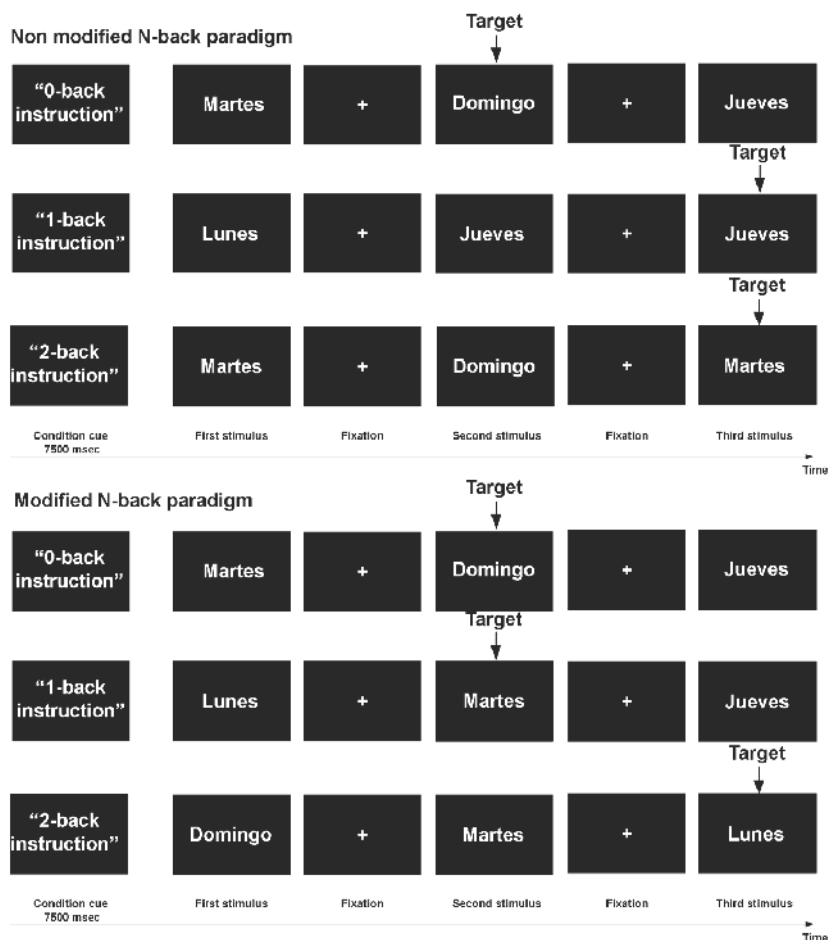 Target
Non modified N-back paradigm
“0-back
instruction”
Martes
+
Domingo
+
Jueves
Target
“1-back
instruction”
Lunes
+
Jueves
+
Jueves
Target
“2-back
instruction”
Martes
+
Domingo
+
Martes
Condition cue
7500 msec
First stimulus
Fixation
Second stimulus
Fixation
Third stimulus
Time
Target
Modified N-back paradigm
“0-back
instruction”
Martes
+
Domingo
+
Jueves
Target
“1-back
instruction”
Lunes
+
Martes
+
Jueves
Target
“2-back
instruction”
Domingo
+
Martes
+
Lunes
Condition cue
7500 msec
First stimulus
Fixation
Second stimulus
Fixation
Third stimulus
Time